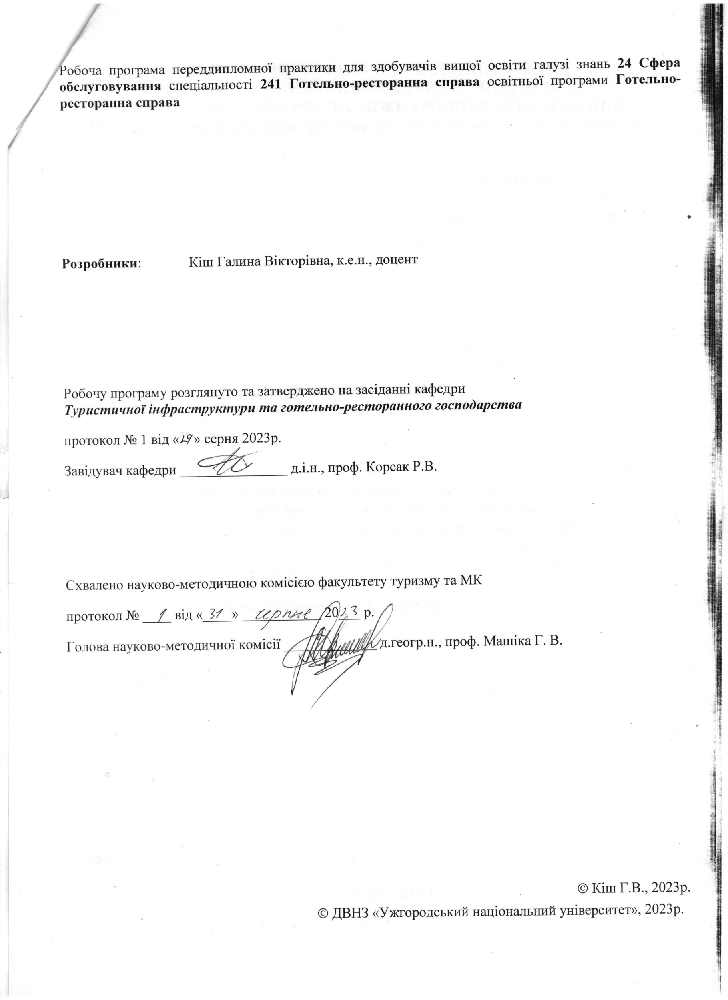 Робоча програма переддипломної практики для здобувачів вищої освіти галузі знань 24 Сфера
обслуговування спеціальності 241 Готельно-ресторанна справа освітньої програми Готельно-
ресторанна справа
Розробники: Кіш Галина Вікторівна, к.е.н., доцент
Робочу програму розглянуто та затверджено на засіданні кафедри
Туристичної інфраструктури та готельно-ресторанного господарства
протокол № 1 від «29» серня 2023р.
Завідувач кафедри _______________ д.і.н., проф. Корсак Р.В.
Схвалено науково-методичною комісією факультету туризму та МК
протокол № 1 від «31» серпня 2023 р.
Голова науково-методичної комісії _____________ д.геогр.н., проф. Машіка Г. В.
© Кіш Г.В., 2023р.
© ДВНЗ «Ужгородський національний університет», 2023р.